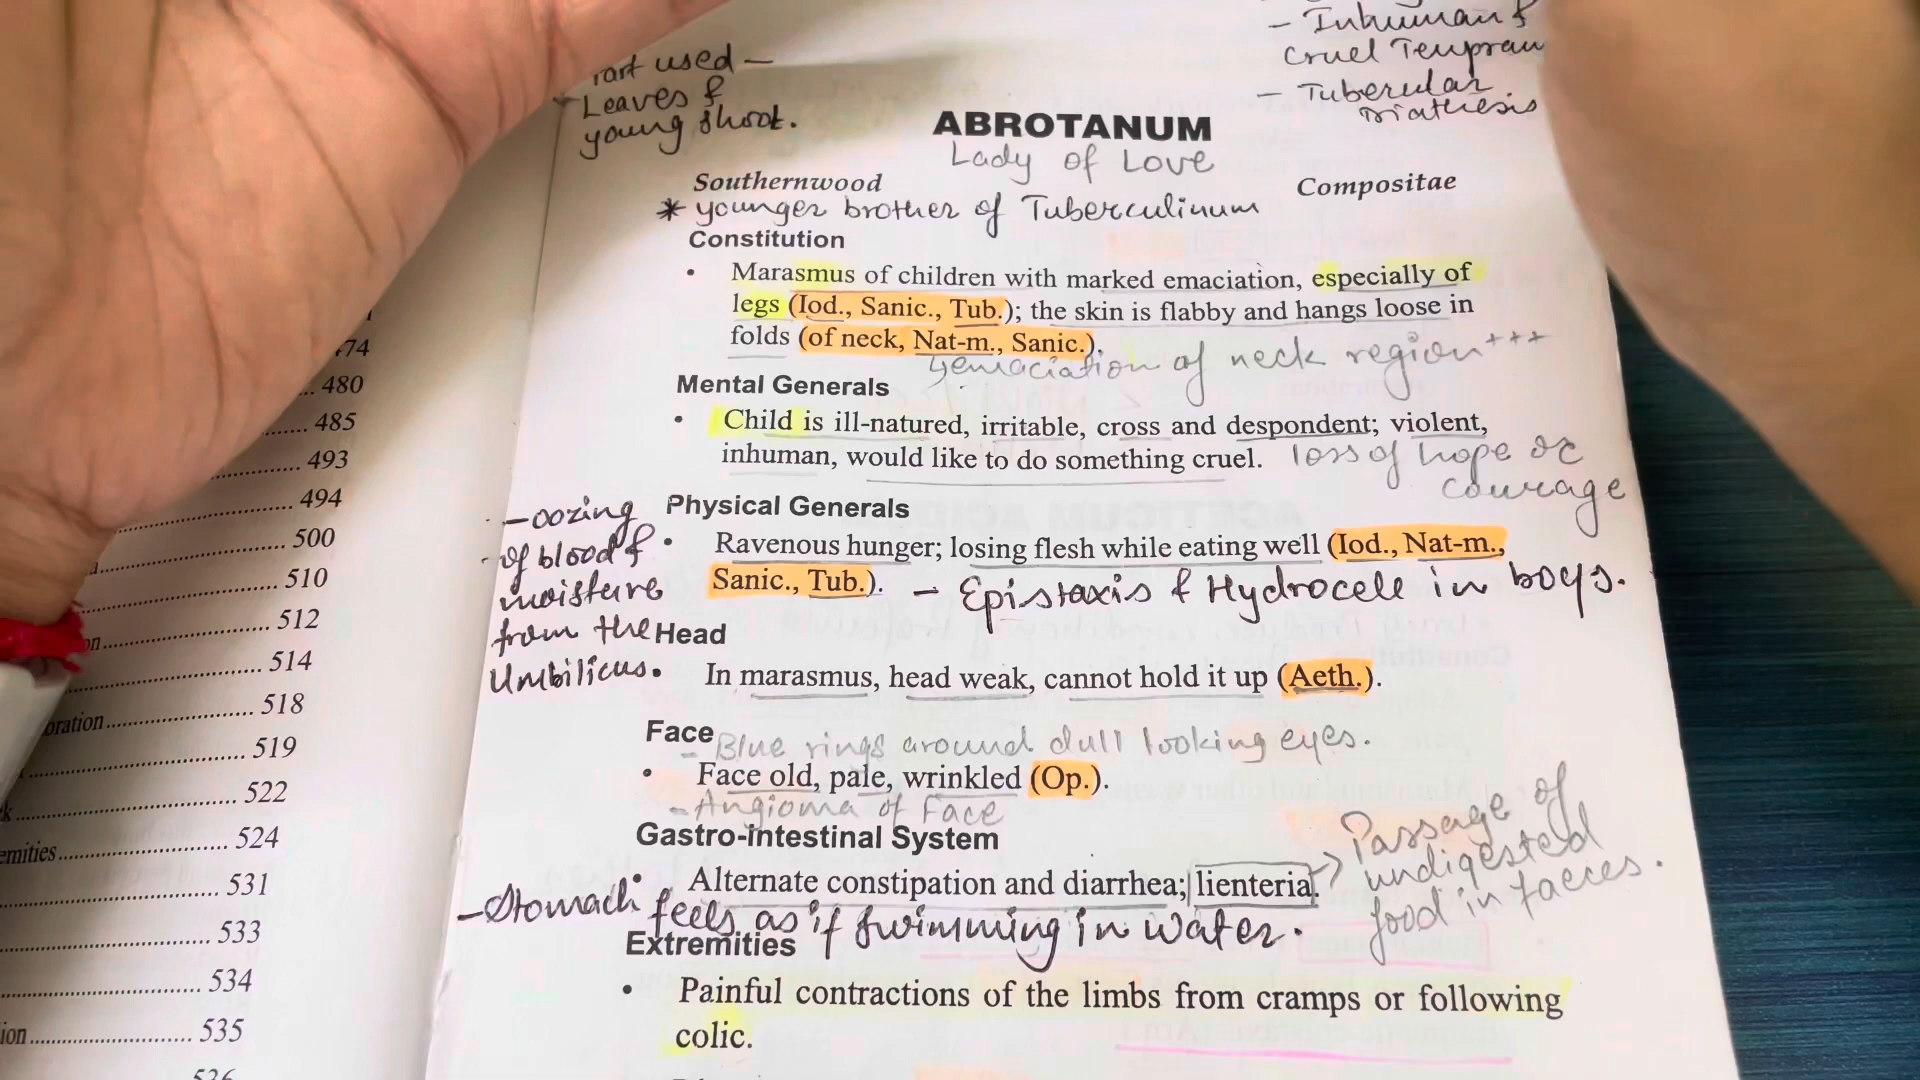 Part used –
Leaves &
young shoot.
– Inhuman &
Cruel
– Tubercular
Diathesis
ABROTANUM
Lady of Love
Southernwood
Compositae
* younger brother of Tuberculinum
Constitution
• Marasmus of children with marked emaciation, especially of
legs (Iod., Sanic., Tub.); the skin is flabby and hangs loose in
folds (of neck, Nat-m., Sanic.).
emaciation of neck region+++
Mental Generals
• Child is ill-natured, irritable, cross and despondent; violent,
inhuman, would like to do something cruel.
loss of hope or
courage
Physical Generals
• Ravenous hunger; losing flesh while eating well (Iod., Nat-m.,
Sanic., Tub.).
– Epistaxis & Hydrocele in boys.
– oozing
of blood &
moisture
from the
Umbilicus.
Head
• In marasmus, head weak, cannot hold it up (Aeth.).
Face
– Blue rings around dull looking eyes.
• Face old, pale, wrinkled (Op.).
– Angioma of Face
Gastro-intestinal System
• Alternate constipation and diarrhea; lienteria.
→ Passage of
undigested
food in faeces.
– Stomach feels as if swimming in water.
Extremities
• Painful contractions of the limbs from cramps or following
colic.
474
480
485
493
494
500
510
512
514
518
519
522
524
531
533
534
535